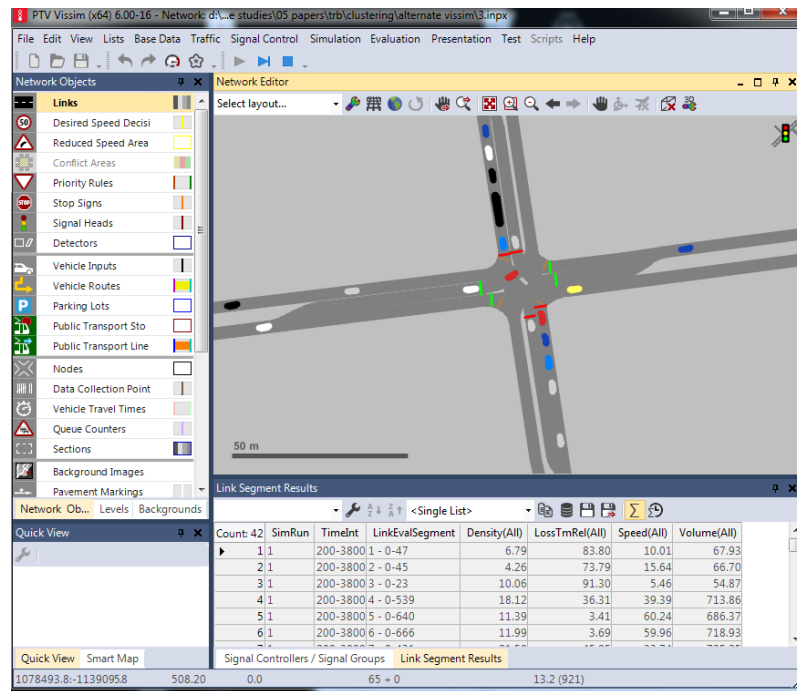 PTV Vissim (x64) 6.00-16 - Network: d:\...e studies\05 papers\trb\clustering\alternate vissim\3.inpx
File Edit View Lists Base Data Traffic Signal Control Simulation Evaluation Presentation Test Scripts Help
Network Objects
Links
50 Desired Speed Decisi
Reduced Speed Area
Conflict Areas
Priority Rules
STOP Stop Signs
Signal Heads
Detectors
Vehicle Inputs
Vehicle Routes
P Parking Lots
Public Transport Sto
Public Transport Line
Nodes
Data Collection Point
Vehicle Travel Times
Queue Counters
Sections
Background Images
Pavement Markings
Network Ob... Levels Backgrounds
Quick View
Quick View Smart Map
Network Editor
Select layout... 3D
50 m
Link Segment Results
<Single List>
Count: 42 SimRun TimeInt LinkEvalSegment Density(All) LossTmRel(All) Speed(All) Volume(All)
1 1 200-3800 1 - 0-47 6.79 83.80 10.01 67.93
2 1 200-3800 2 - 0-45 4.26 73.79 15.64 66.70
3 1 200-3800 3 - 0-23 10.06 91.30 5.46 54.87
4 1 200-3800 4 - 0-539 18.12 36.31 39.39 713.86
5 1 200-3800 5 - 0-640 11.39 3.41 60.24 686.37
6 1 200-3800 6 - 0-666 11.99 3.69 59.96 718.93
Signal Controllers / Signal Groups Link Segment Results
1078493.8:-1139095.8 508.20 0.0 65 + 0 13.2 (921)